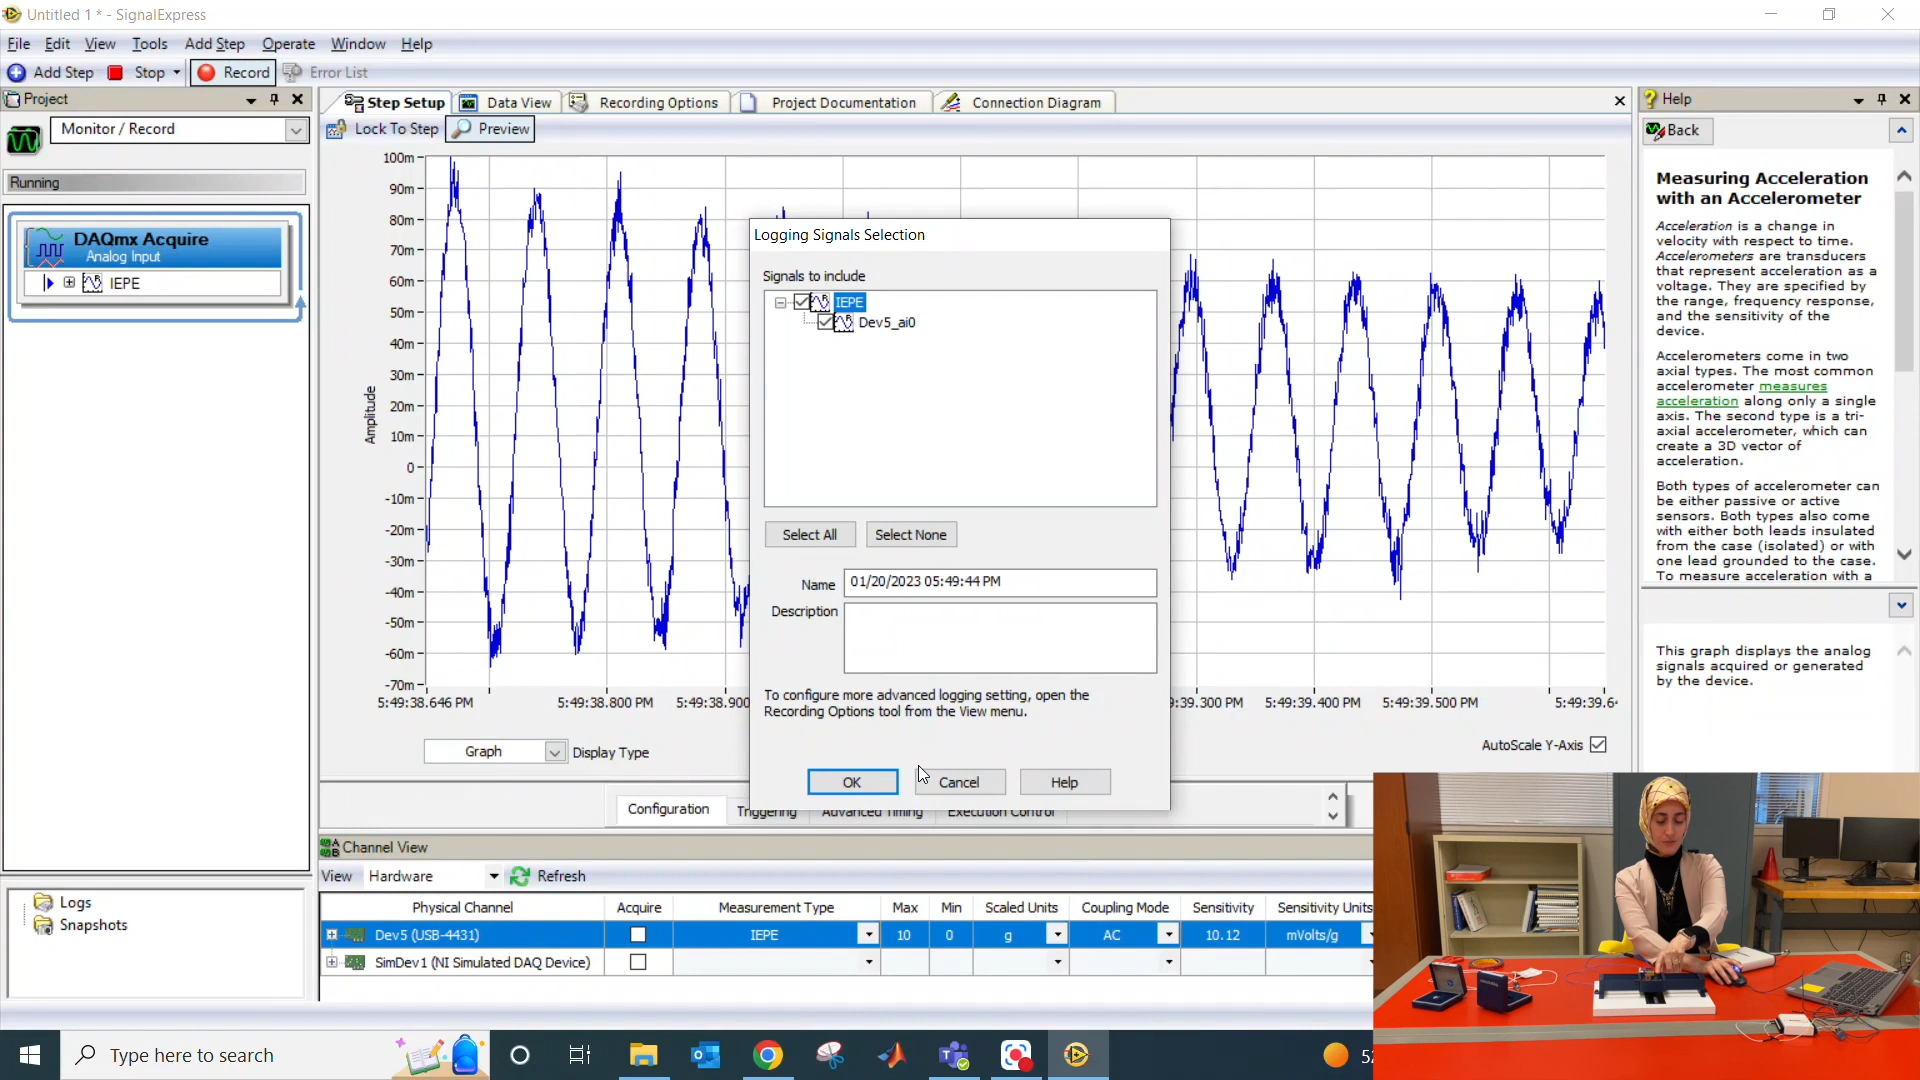 Untitled 1 * - SignalExpress
File Edit View Tools Add Step Operate Window Help
Add Step Stop Record Error List
Project
Monitor / Record
Running
DAQmx Acquire
Analog Input
IEPE
Logs
Snapshots
Step Setup Data View Recording Options Project Documentation Connection Diagram
Lock To Step Preview
100m
90m
80m
70m
60m
50m
40m
30m
20m
10m
0
-10m
-20m
-30m
-40m
-50m
-60m
-70m
Amplitude
5:49:38.646 PM 5:49:38.800 PM 5:49:38.900 39.300 PM 5:49:39.400 PM 5:49:39.500 PM 5:49:39.64
Graph Display Type
AutoScale Y-Axis
Logging Signals Selection
Signals to include
IEPE
Dev5_ai0
Select All Select None
Name 01/20/2023 05:49:44 PM
Description
To configure more advanced logging setting, open the
Recording Options tool from the View menu.
OK Cancel Help
Configuration Triggering Advanced Timing Execution Control
Channel View
View Hardware Refresh
Physical Channel Acquire Measurement Type Max Min Scaled Units Coupling Mode Sensitivity Sensitivity Units
Dev5 (USB-4431) IEPE 10 0 g AC 10.12 mVolts/g
SimDev1 (NI Simulated DAQ Device)
Help
Back
Measuring Acceleration
with an Accelerometer
Acceleration is a change in
velocity with respect to time.
Accelerometers are transducers
that represent acceleration as a
voltage. They are specified by
the range, frequency response,
and the sensitivity of the
device.
Accelerometers come in two
axial types. The most common
accelerometer measures
acceleration along only a single
axis. The second type is a tri-
axial accelerometer, which can
create a 3D vector of
acceleration.
Both types of accelerometer can
be either passive or active
sensors. Both types also come
with either both leads insulated
from the case (isolated) or with
one lead grounded to the case.
To measure acceleration with a
This graph displays the analog
signals acquired or generated
by the device.
Type here to search
52